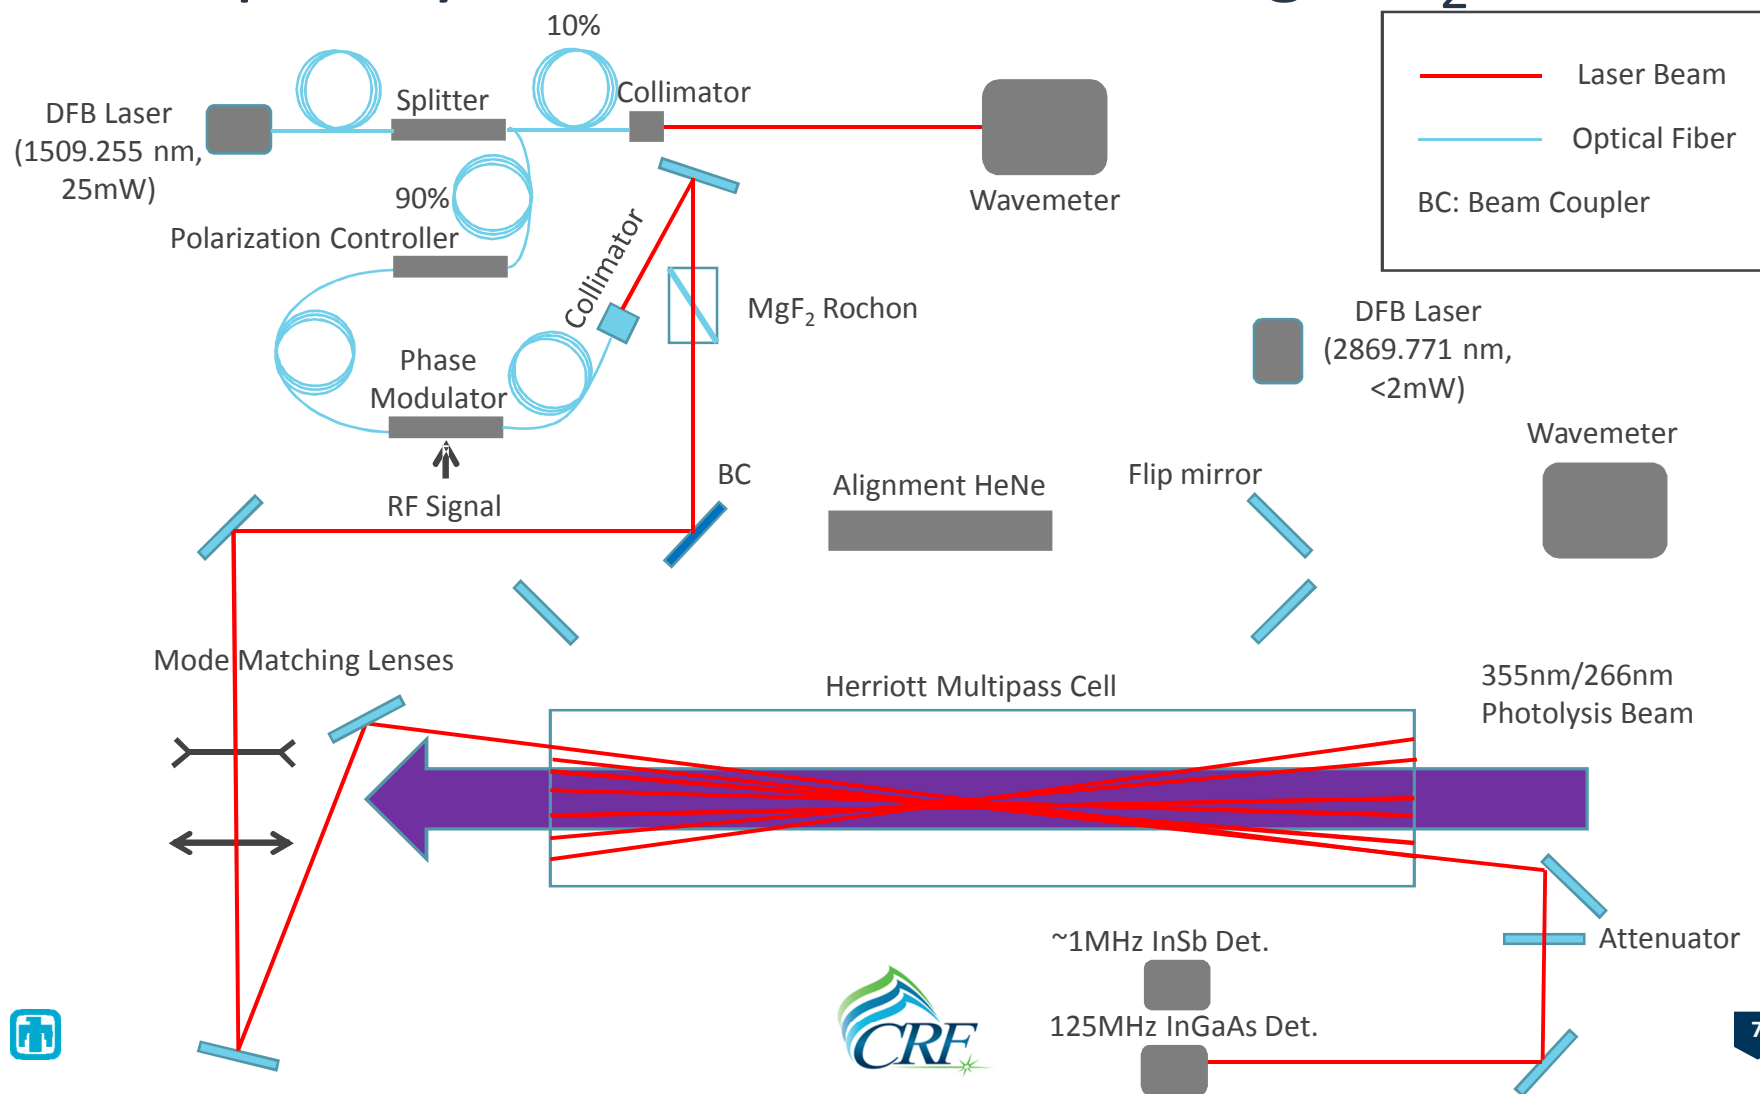 10%
Laser Beam
Optical Fiber
BC: Beam Coupler
DFB Laser
(1509.255 nm,
25mW)
Splitter
Collimator
Wavemeter
90%
Polarization Controller
Collimator
MgF₂ Rochon
Phase
Modulator
RF Signal
DFB Laser
(2869.771 nm,
<2mW)
Wavemeter
BC
Alignment HeNe
Flip mirror
Mode Matching Lenses
Herriott Multipass Cell
355nm/266nm
Photolysis Beam
Attenuator
~1MHz InSb Det.
125MHz InGaAs Det.
CRF
7